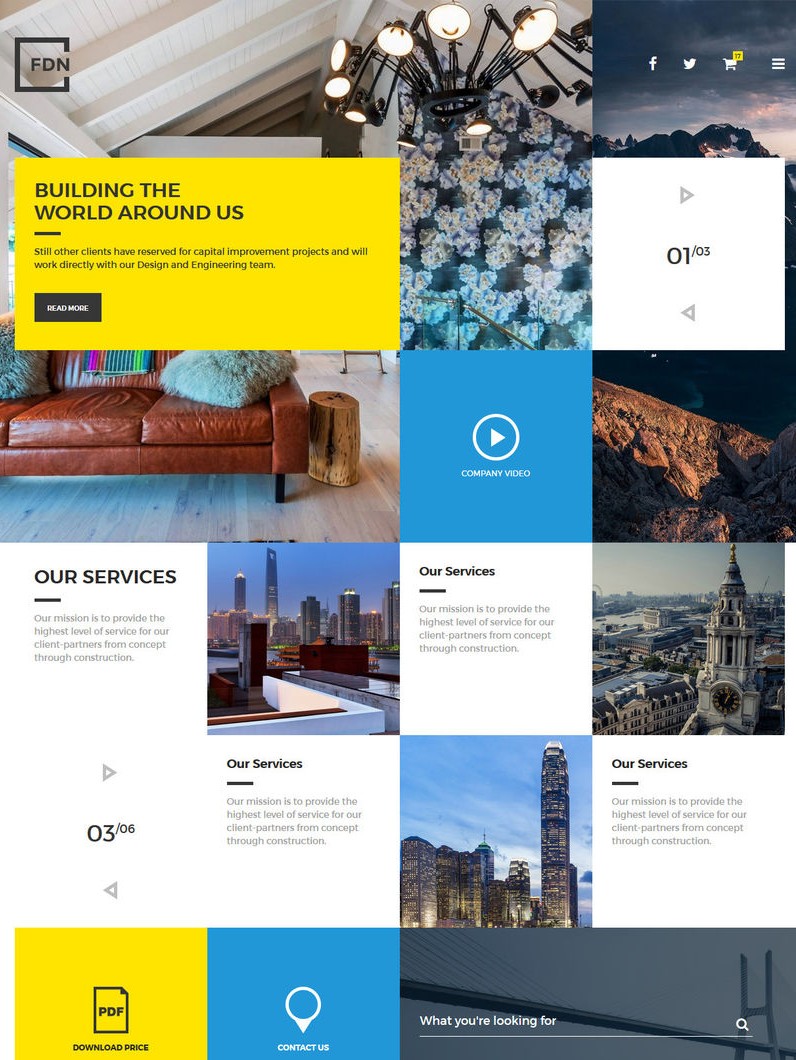 FDN
17
BUILDING THE
WORLD AROUND US
Still other clients have reserved for capital improvement projects and will
work directly with our Design and Engineering team.
READ MORE
01/03
COMPANY VIDEO
OUR SERVICES
Our mission is to provide the
highest level of service for our
client-partners from concept
through construction.
Our Services
Our mission is to provide the
highest level of service for our
client-partners from concept
through construction.
03/06
Our Services
Our mission is to provide the
highest level of service for our
client-partners from concept
through construction.
Our Services
Our mission is to provide the
highest level of service for our
client-partners from concept
through construction.
PDF
DOWNLOAD PRICE
CONTACT US
What you're looking for